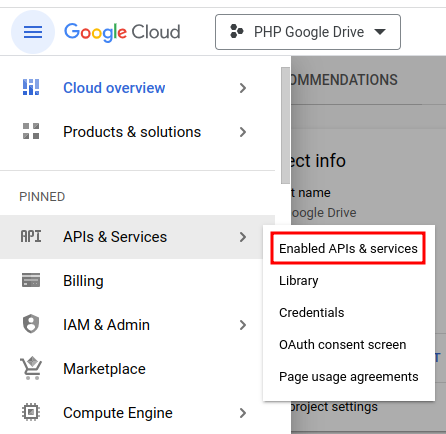 Google Cloud
PHP Google Drive
Cloud overview
Products & solutions
PINNED
API APIs & Services
Billing
IAM & Admin
Marketplace
Compute Engine
OMMENDATIONS
ect info
t name
oogle Drive
Enabled APIs & services
Library
Credentials
OAuth consent screen
Page usage agreements
T
project settings